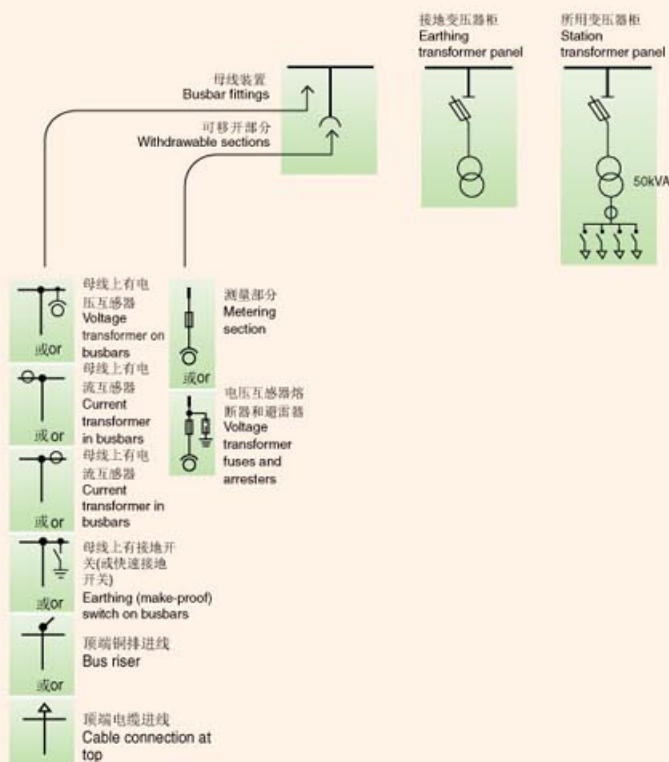 接地变压器柜
Earthing
transformer panel
所用变压器柜
Station
transformer panel
母线装置
Busbar fittings
可移开部分
Withdrawable sections
50kVA
母线上有电
压互感器
Voltage
transformer on
busbars
或or
测量部分
Metering
section
或or
母线上有电
流互感器
Current
transformer
in busbars
或or
电压互感器熔
断器和避雷器
Voltage
transformer
fuses and
arresters
母线上有电
流互感器
Current
transformer in
busbars
或or
母线上有接地开
关(或快速接地
开关)
Earthing (make-proof)
switch on busbars
或or
顶端铜排进线
Bus riser
或or
顶端电缆进线
Cable connection at
top